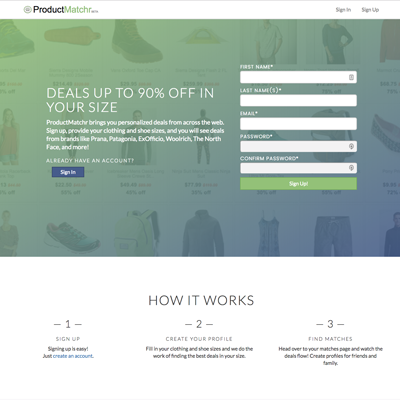 ProductMatchr BETA
Sign In
Sign Up
DEALS UP TO 90% OFF IN
YOUR SIZE
ProductMatchr brings you personalized deals from across the web.
Sign up, provide your clothing and shoe sizes, and you will see deals
from brands like Prana, Patagonia, ExOfficio, Woolrich, The North
Face, and more!
ALREADY HAVE AN ACCOUNT?
Sign In
FIRST NAME*
LAST NAME(S)*
EMAIL*
PASSWORD*
CONFIRM PASSWORD*
Sign Up!
HOW IT WORKS
— 1 —
SIGN UP
Signing up is easy!
Just create an account.
— 2 —
CREATE YOUR PROFILE
Fill in your clothing and shoe sizes and we do the
work of finding the best deals in your size.
— 3 —
FIND MATCHES
Head over to your matches page and watch the
deals flow! Create profiles for friends and
family.